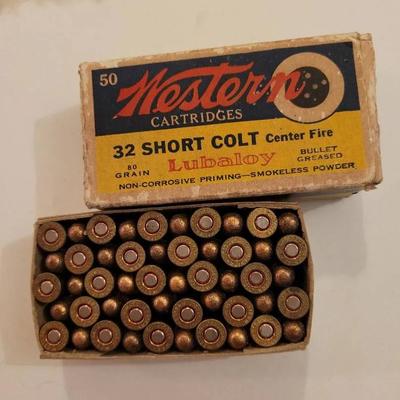 50
Western
CARTRIDGES
32 SHORT COLT Center Fire
80 GRAIN
Lubaloy
BULLET GREASED
NON-CORROSIVE PRIMING—SMOKELESS POWDER